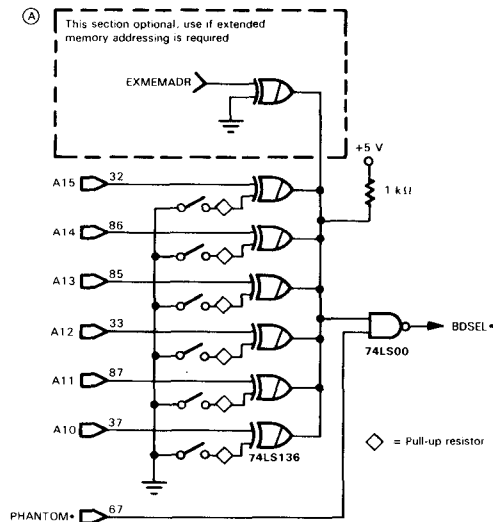 A
This section optional, use if extended
memory addressing is required
EXMEMADR
+5 V
1 kΩ
A15 32
A14 86
A13 85
A12 33
A11 87
A10 37
74LS136
74LS00
BDSEL*
= Pull-up resistor
PHANTOM* 67